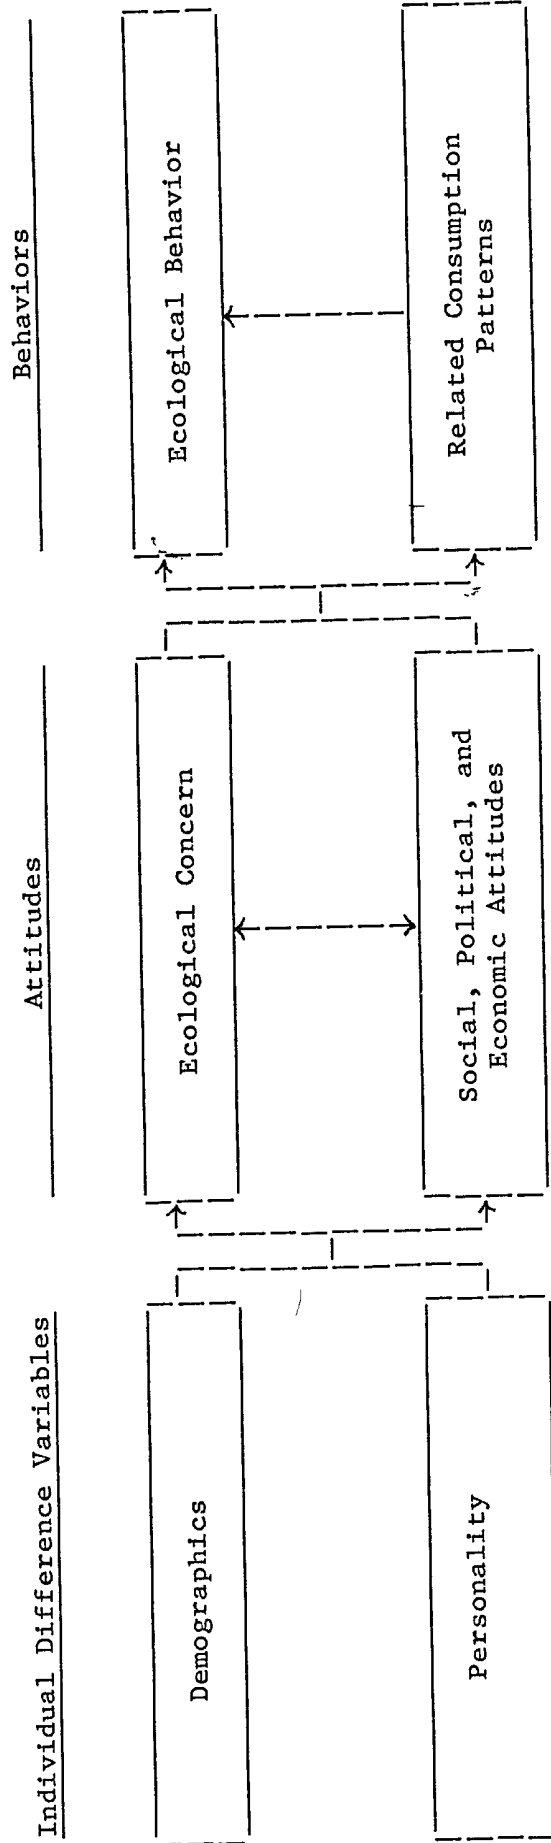 Individual Difference Variables
Attitudes
Behaviors
Demographics
Ecological Concern
Ecological Behavior
Personality
Social, Political, and
Economic Attitudes
Related Consumption
Patterns